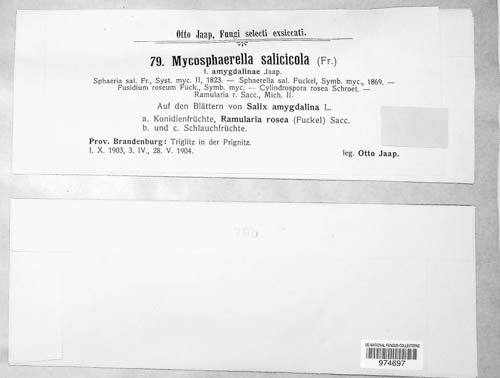 Otto Jaap, Fungi selecti exsiccati.
79. Mycosphaerella salicicola (Fr.)
f. amygdalinae Jaap.
Sphaeria sal. Fr., Syst. myc. II, 1823. — Sphaerella sal. Fuckel, Symb. myc., 1869. —
Fusidium roseum Fuck., Symb. myc. — Cylindrospora rosea Schroet. —
Ramularia r. Sacc., Mich. II.
Auf den Blättern von Salix amygdalina L.
a. Konidienfrüchte, Ramularia rosea (Fuckel) Sacc.
b. und c. Schlauchfrüchte.
Prov. Brandenburg: Triglitz in der Prignitz.
I. X. 1903, 3. IV., 28. V. 1904.
leg. Otto Jaap.
79b
US NATIONAL FUNGUS COLLECTIONS
974697